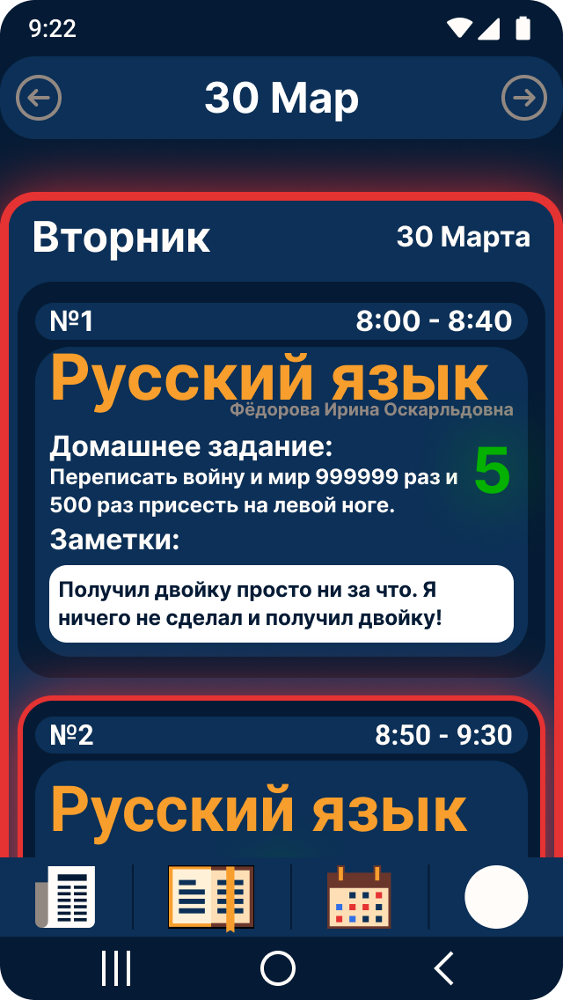 9:22
30 Мар
Вторник
30 Марта
№1
8:00 - 8:40
Русский язык
Фёдорова Ирина Оскарльдовна
Домашнее задание:
Переписать войну и мир 999999 раз и
500 раз присесть на левой ноге.
5
Заметки:
Получил двойку просто ни за что. Я
ничего не сделал и получил двойку!
№2
8:50 - 9:30
Русский язык